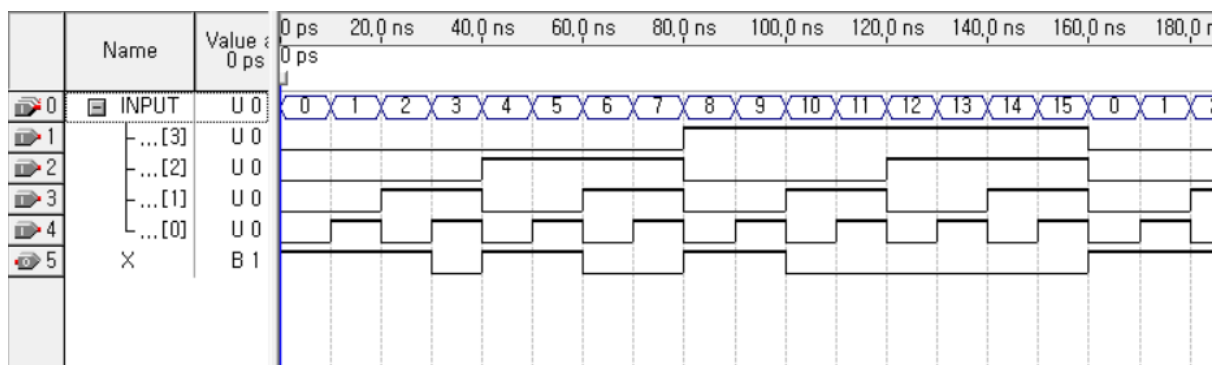 Name
Value a
0 ps
0 ps 20,0 ns 40,0 ns 60,0 ns 80,0 ns 100,0 ns 120,0 ns 140,0 ns 160,0 ns 180,0 n
0 ps
0 INPUT U 0 0 1 2 3 4 5 6 7 8 9 10 11 12 13 14 15 0 1
1 ...[3] U 0
2 ...[2] U 0
3 ...[1] U 0
4 ...[0] U 0
5 X B 1